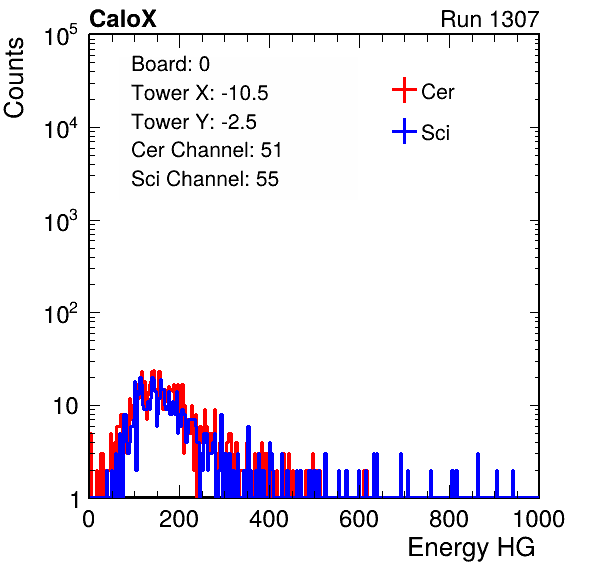 CaloX Run 1307
Counts
10^5
10^4
10^3
10^2
10
1
Board: 0
Tower X: -10.5
Tower Y: -2.5
Cer Channel: 51
Sci Channel: 55
Cer
Sci
0 200 400 600 800 1000
Energy HG